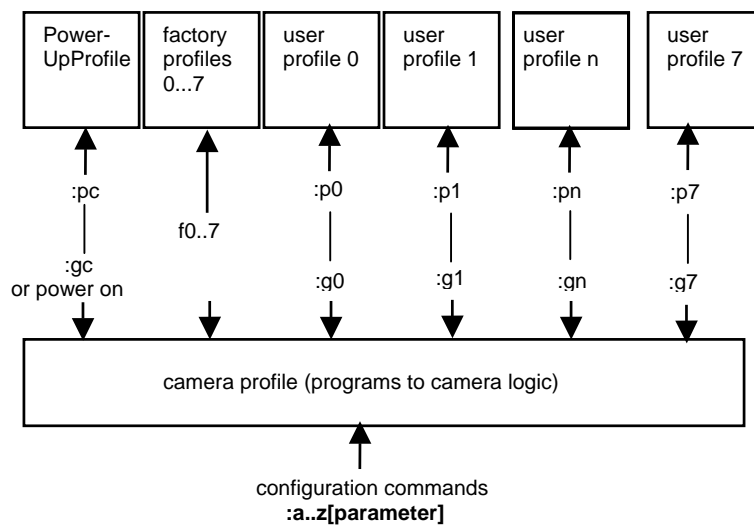 Power-
UpProfile
factory
profiles
0...7
user
profile 0
user
profile 1
user
profile n
user
profile 7
:pc
:p0
:p1
:pn
:p7
f0..7
:gc
or power on
:g0
:g1
:gn
:g7
camera profile (programs to camera logic)
configuration commands
:a..z[parameter]